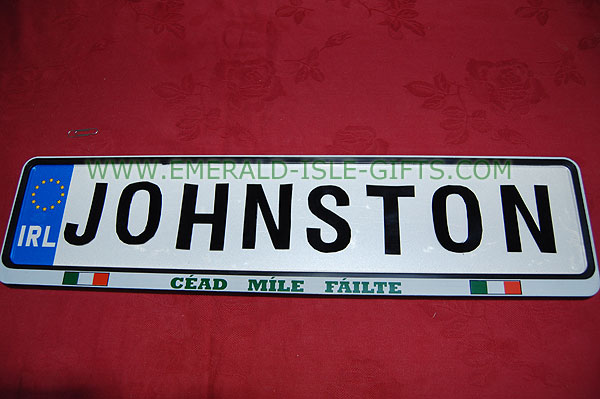 WWW.EMERALD-ISLE-GIFTS.COM
IRL JOHNSTON
CÉAD MÍLE FÁILTE